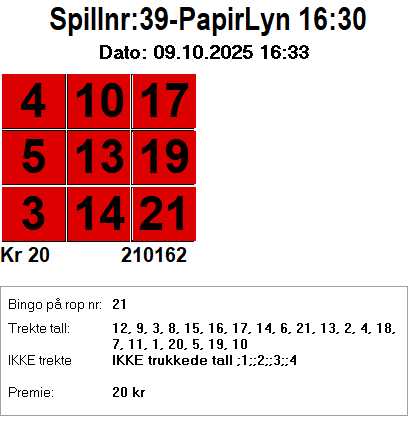 Spillnr:39-PapirLyn 16:30
Dato: 09.10.2025 16:33
4 10 17
5 13 19
3 14 21
Kr 20 210162
Bingo på rop nr: 21
Trekte tall: 12, 9, 3, 8, 15, 16, 17, 14, 6, 21, 13, 2, 4, 18,
7, 11, 1, 20, 5, 19, 10
IKKE trekte IKKE trukkede tall ;1;;2;;3;;4
Premie: 20 kr